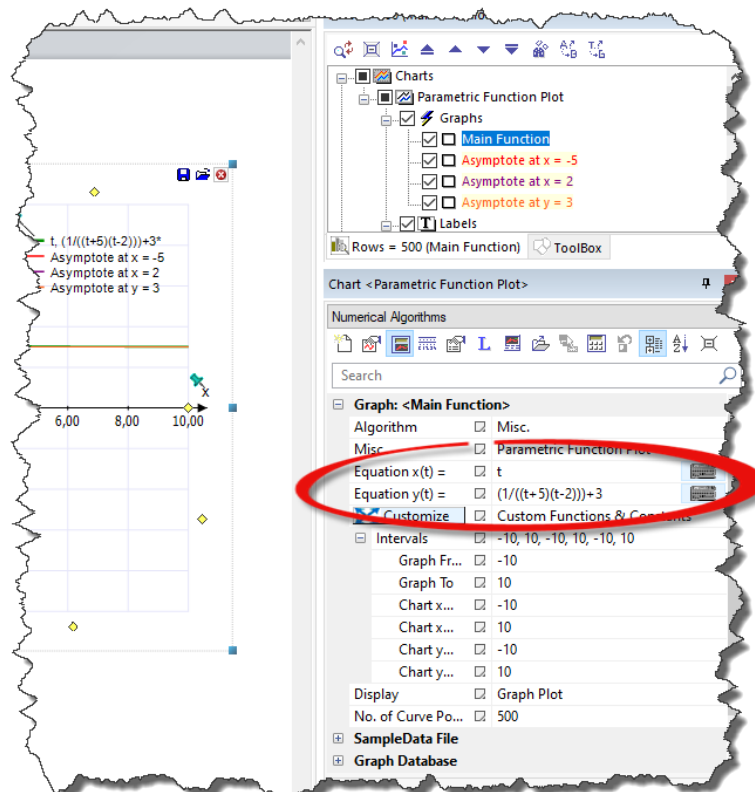 Charts
Parametric Function Plot
Graphs
Main Function
Asymptote at x = -5
Asymptote at x = 2
Asymptote at y = 3
Labels
Rows = 500 (Main Function) ToolBox
t, (1/((t+5)(t-2)))+3*
Asymptote at x = -5
Asymptote at x = 2
Asymptote at y = 3
x
6,00 8,00 10,00
Chart <Parametric Function Plot>
Numerical Algorithms
Search
Graph: <Main Function>
Algorithm Misc.
Misc. Parametric Function Plot
Equation x(t) = t
Equation y(t) = (1/((t+5)(t-2)))+3
Customize Custom Functions & Constants
Intervals -10, 10, -10, 10, -10, 10
Graph Fr... -10
Graph To 10
Chart x... -10
Chart x... 10
Chart y... -10
Chart y... 10
Display Graph Plot
No. of Curve Po... 500
SampleData File
Graph Database